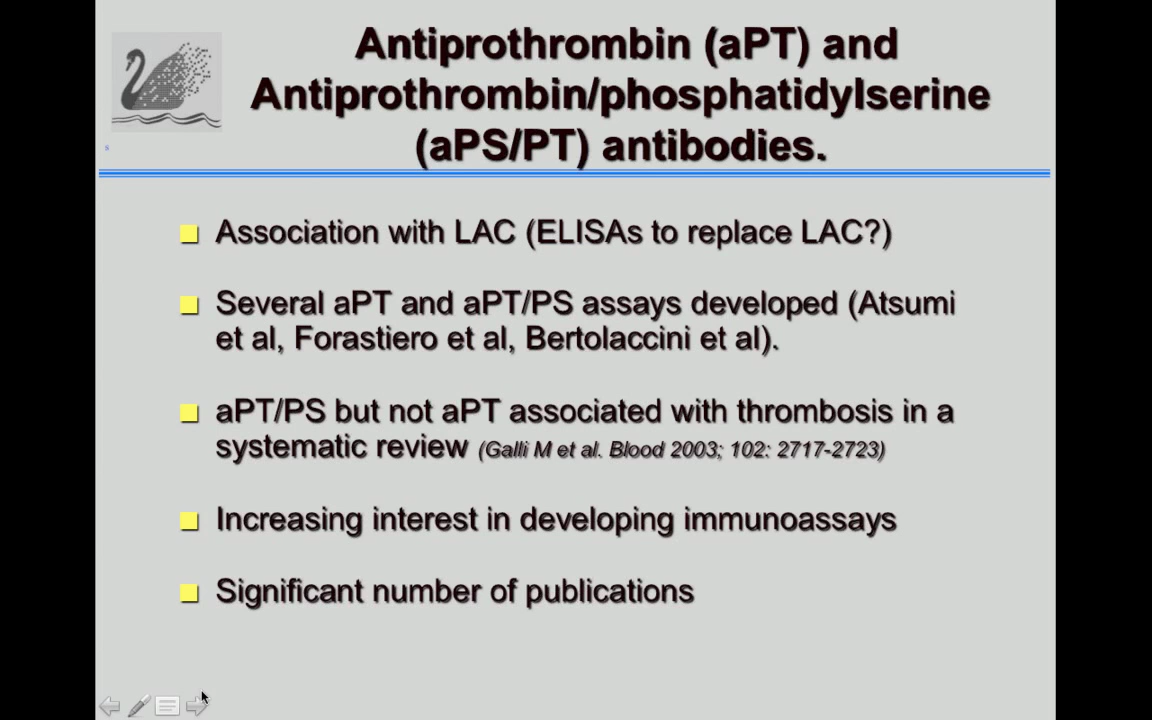 Antiprothrombin (aPT) and
Antiprothrombin/phosphatidylserine
(aPS/PT) antibodies.
Association with LAC (ELISAs to replace LAC?)
Several aPT and aPT/PS assays developed (Atsumi
et al, Forastiero et al, Bertolaccini et al).
aPT/PS but not aPT associated with thrombosis in a
systematic review (Galli M et al. Blood 2003; 102: 2717-2723)
Increasing interest in developing immunoassays
Significant number of publications